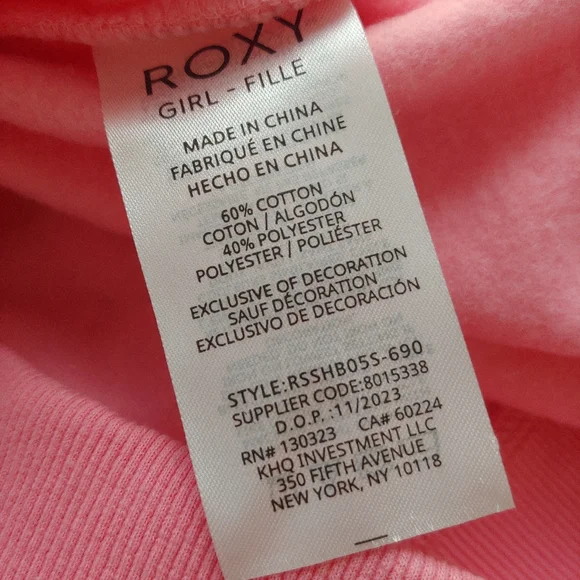 ROXY
GIRL - FILLE
MADE IN CHINA
FABRIQUÉ EN CHINE
HECHO EN CHINA
60% COTTON
COTON / ALGODÓN
40% POLYESTER
POLYESTER / POLIÉSTER
EXCLUSIVE OF DECORATION
SAUF DÉCORATION
EXCLUSIVO DE DECORACIÓN
STYLE:RSSHB05S-690
SUPPLIER CODE:8015338
D.O.P.:11/2023
RN# 130323 CA# 60224
KHQ INVESTMENT LLC
350 FIFTH AVENUE
NEW YORK, NY 10118